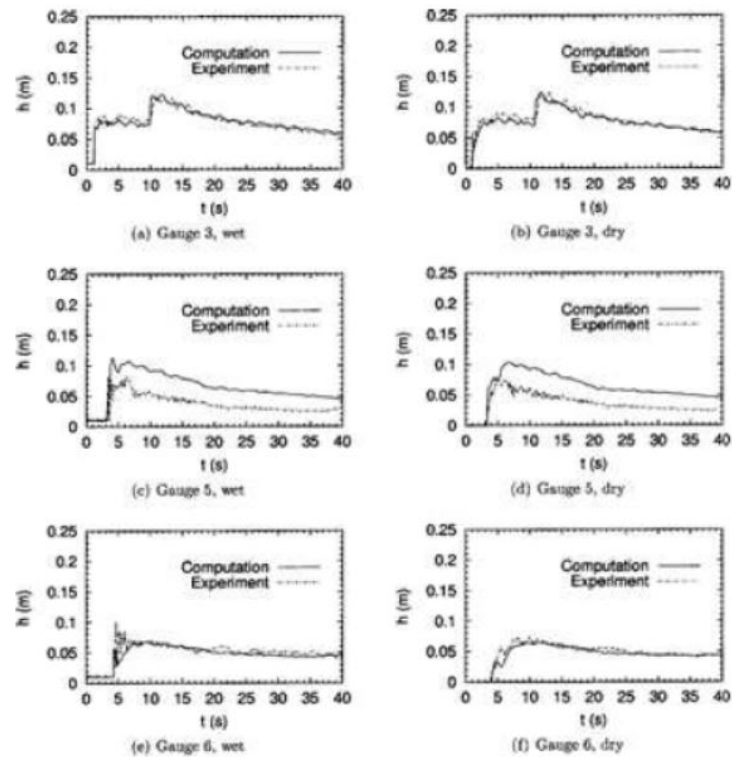 0.25
0.2
0.15
0.1
0.05
0
h (m)
Computation
Experiment
0 5 10 15 20 25 30 35 40
t (s)
(a) Gauge 3, wet
0.25
0.2
0.15
0.1
0.05
0
h (m)
Computation
Experiment
0 5 10 15 20 25 30 35 40
t (s)
(b) Gauge 3, dry
0.25
0.2
0.15
0.1
0.05
0
h (m)
Computation
Experiment
0 5 10 15 20 25 30 35 40
t (s)
(c) Gauge 5, wet
0.25
0.2
0.15
0.1
0.05
0
h (m)
Computation
Experiment
0 5 10 15 20 25 30 35 40
t (s)
(d) Gauge 5, dry
0.25
0.2
0.15
0.1
0.05
0
h (m)
Computation
Experiment
0 5 10 15 20 25 30 35 40
t (s)
(e) Gauge 6, wet
0.25
0.2
0.15
0.1
0.05
0
h (m)
Computation
Experiment
0 5 10 15 20 25 30 35 40
t (s)
(f) Gauge 6, dry